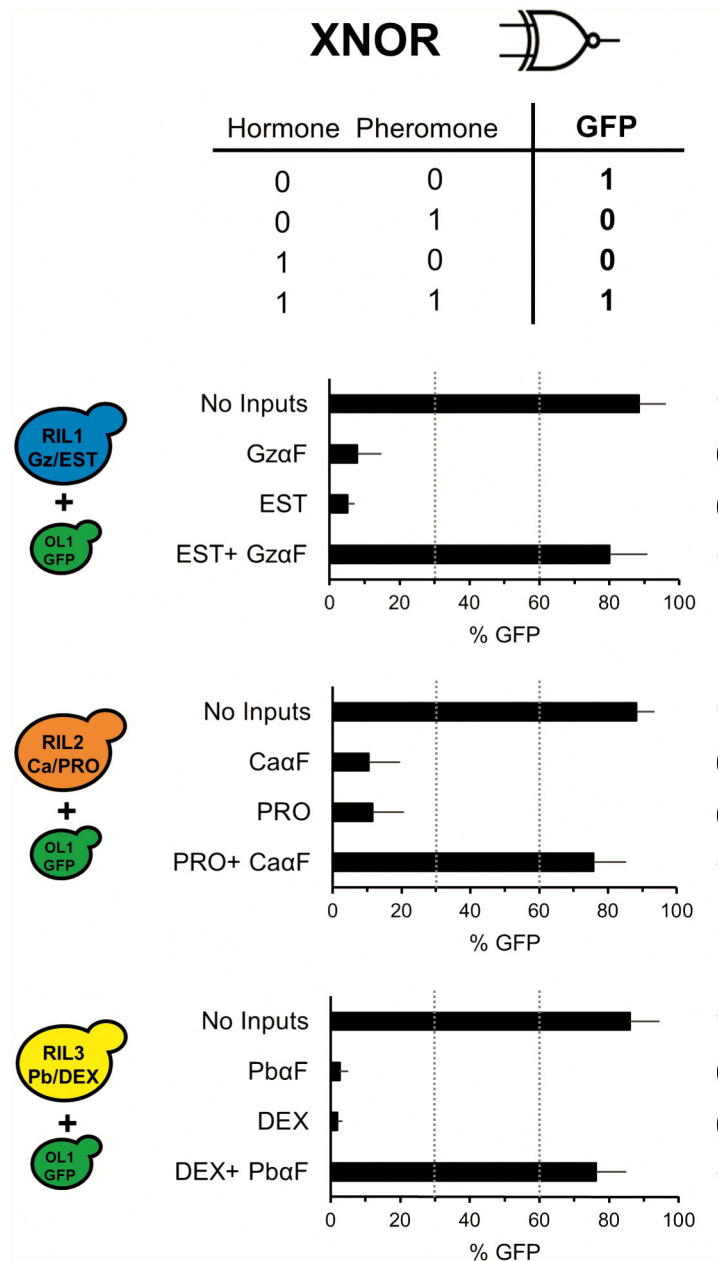 XNOR
Hormone Pheromone GFP
0 0 1
0 1 0
1 0 0
1 1 1
No Inputs
RIL1
Gz/EST
GzαF
+
EST
OL1
GFP
EST+ GzαF
0 20 40 60 80 100
% GFP
No Inputs
RIL2
Ca/PRO
CaαF
+
PRO
OL1
GFP
PRO+ CaαF
0 20 40 60 80 100
% GFP
No Inputs
RIL3
Pb/DEX
PbαF
+
DEX
OL1
GFP
DEX+ PbαF
0 20 40 60 80 100
% GFP